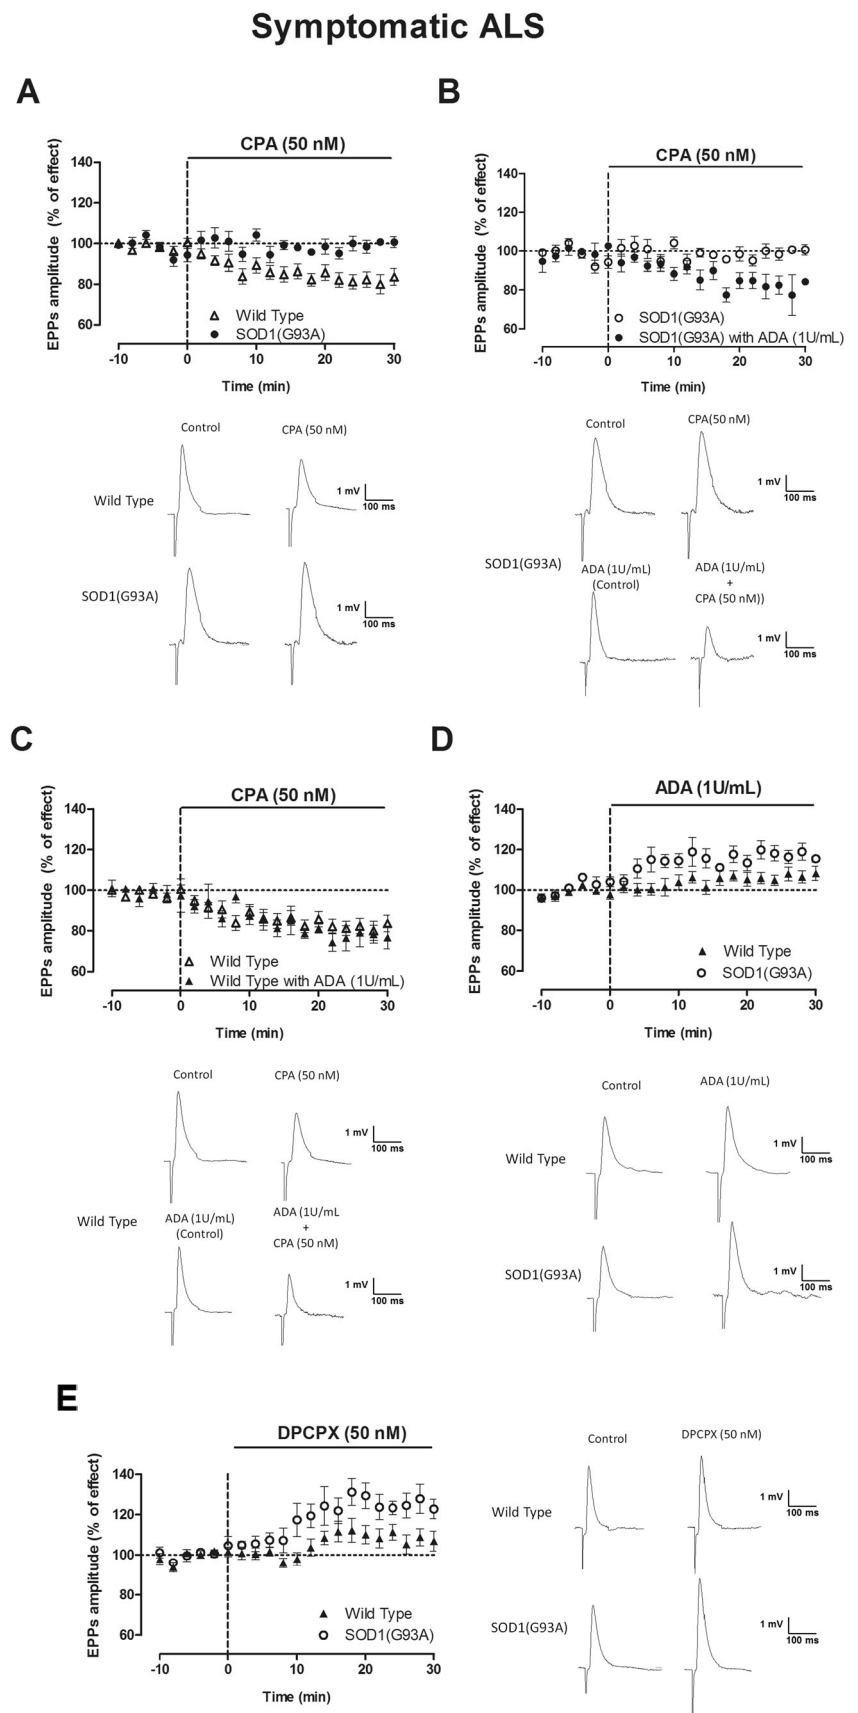 Symptomatic ALS
A
CPA (50 nM)
EPPs amplitude (% of effect)
140
120
100
80
60
Wild Type
SOD1(G93A)
-10
0
10
20
30
Time (min)
Control
CPA (50 nM)
Wild Type
1 mV
100 ms
SOD1(G93A)
1 mV
100 ms
B
CPA (50 nM)
EPPs amplitude (% of effect)
140
120
100
80
60
SOD1(G93A)
SOD1(G93A) with ADA (1U/mL)
-10
0
10
20
30
Time (min)
Control
CPA(50 nM)
1 mV
100 ms
SOD1(G93A)
ADA (1U/mL)
(Control)
ADA (1U/mL)
+
CPA (50 nM))
1 mV
100 ms
C
CPA (50 nM)
EPPs amplitude (% of effect)
140
120
100
80
60
Wild Type
Wild Type with ADA (1U/mL)
-10
0
10
20
30
Time (min)
Control
CPA (50 nM)
1 mV
100 ms
Wild Type
ADA (1U/mL)
(Control)
ADA (1U/mL
+
CPA (50 nM)
1 mV
100 ms
D
ADA (1U/mL)
EPPs amplitude (% of effect)
140
120
100
80
60
Wild Type
SOD1(G93A)
-10
0
10
20
30
Time (min)
Control
ADA (1U/mL)
Wild Type
1 mV
100 ms
SOD1(G93A)
1 mV
100 ms
E
DPCPX (50 nM)
EPPs amplitude (% of effect)
140
120
100
80
60
Wild Type
SOD1(G93A)
-10
0
10
20
30
Time (min)
Control
DPCPX (50 nM)
Wild Type
1 mV
100 ms
SOD1(G93A)
1 mV
100 ms